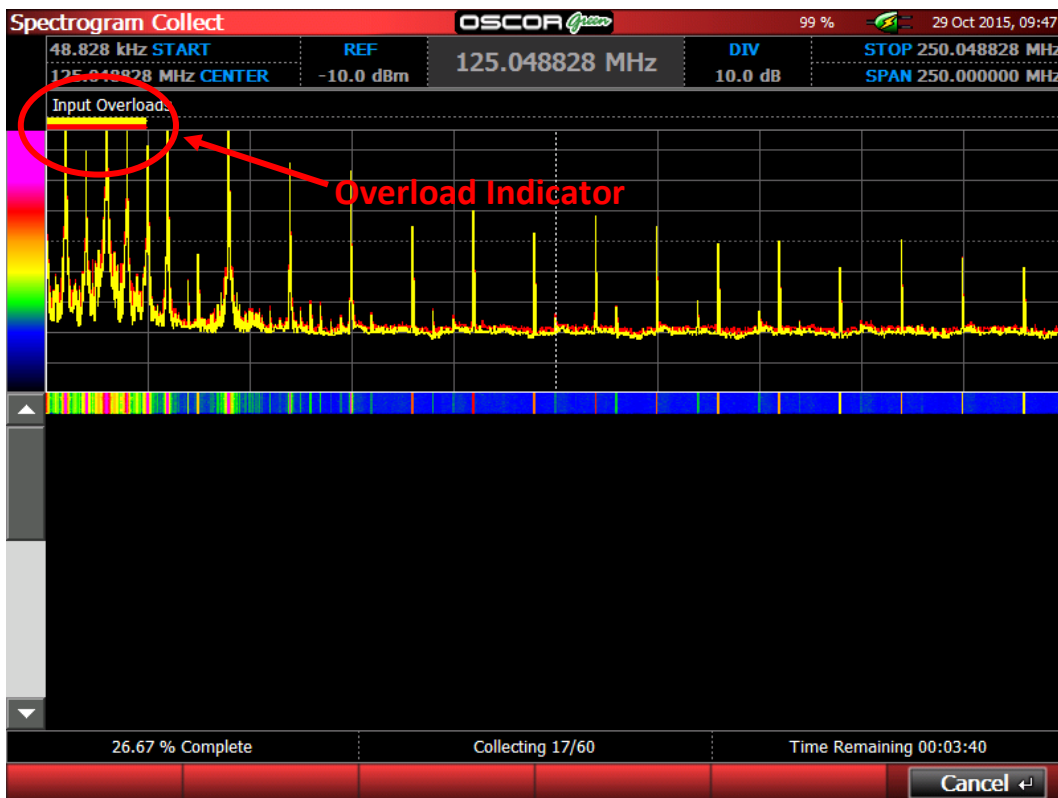 Spectrogram Collect OSCOR Green 99 % 29 Oct 2015, 09:47
48.828 kHz START REF 125.048828 MHz DIV STOP 250.048828 MHz
125.048828 MHz CENTER -10.0 dBm 10.0 dB SPAN 250.000000 MHz
Input Overloads
Overload Indicator
26.67 % Complete Collecting 17/60 Time Remaining 00:03:40
Cancel ↵